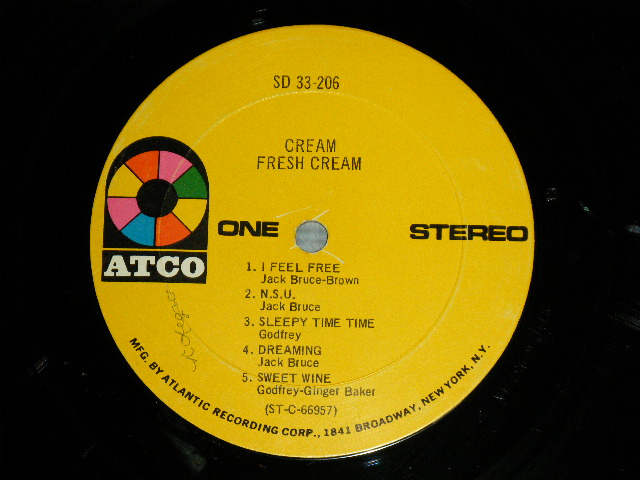 SD 33-206
CREAM
FRESH CREAM
ATCO
ONE
STEREO
1. I FEEL FREE
Jack Bruce-Brown
2. N.S.U.
Jack Bruce
3. SLEEPY TIME TIME
Godfrey
4. DREAMING
Jack Bruce
5. SWEET WINE
Godfrey-Ginger Baker
(ST-C-66957)
MFG. BY ATLANTIC RECORDING CORP., 1841 BROADWAY, NEW YORK, N.Y.